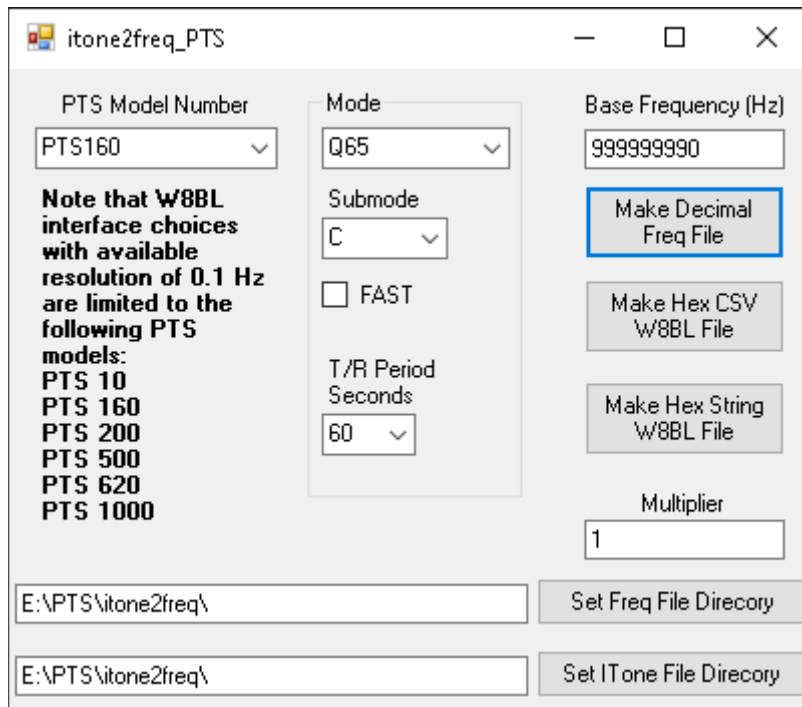 itone2freq_PTS
PTS Model Number
PTS160
Note that W8BL
interface choices
with available
resolution of 0.1 Hz
are limited to the
following PTS
models:
PTS 10
PTS 160
PTS 200
PTS 500
PTS 620
PTS 1000
Mode
Q65
Submode
C
FAST
T/R Period
Seconds
60
Base Frequency (Hz)
999999990
Make Decimal
Freq File
Make Hex CSV
W8BL File
Make Hex String
W8BL File
Multiplier
1
E:\PTS\itone2freq\
Set Freq File Direcory
E:\PTS\itone2freq\
Set ITone File Direcory